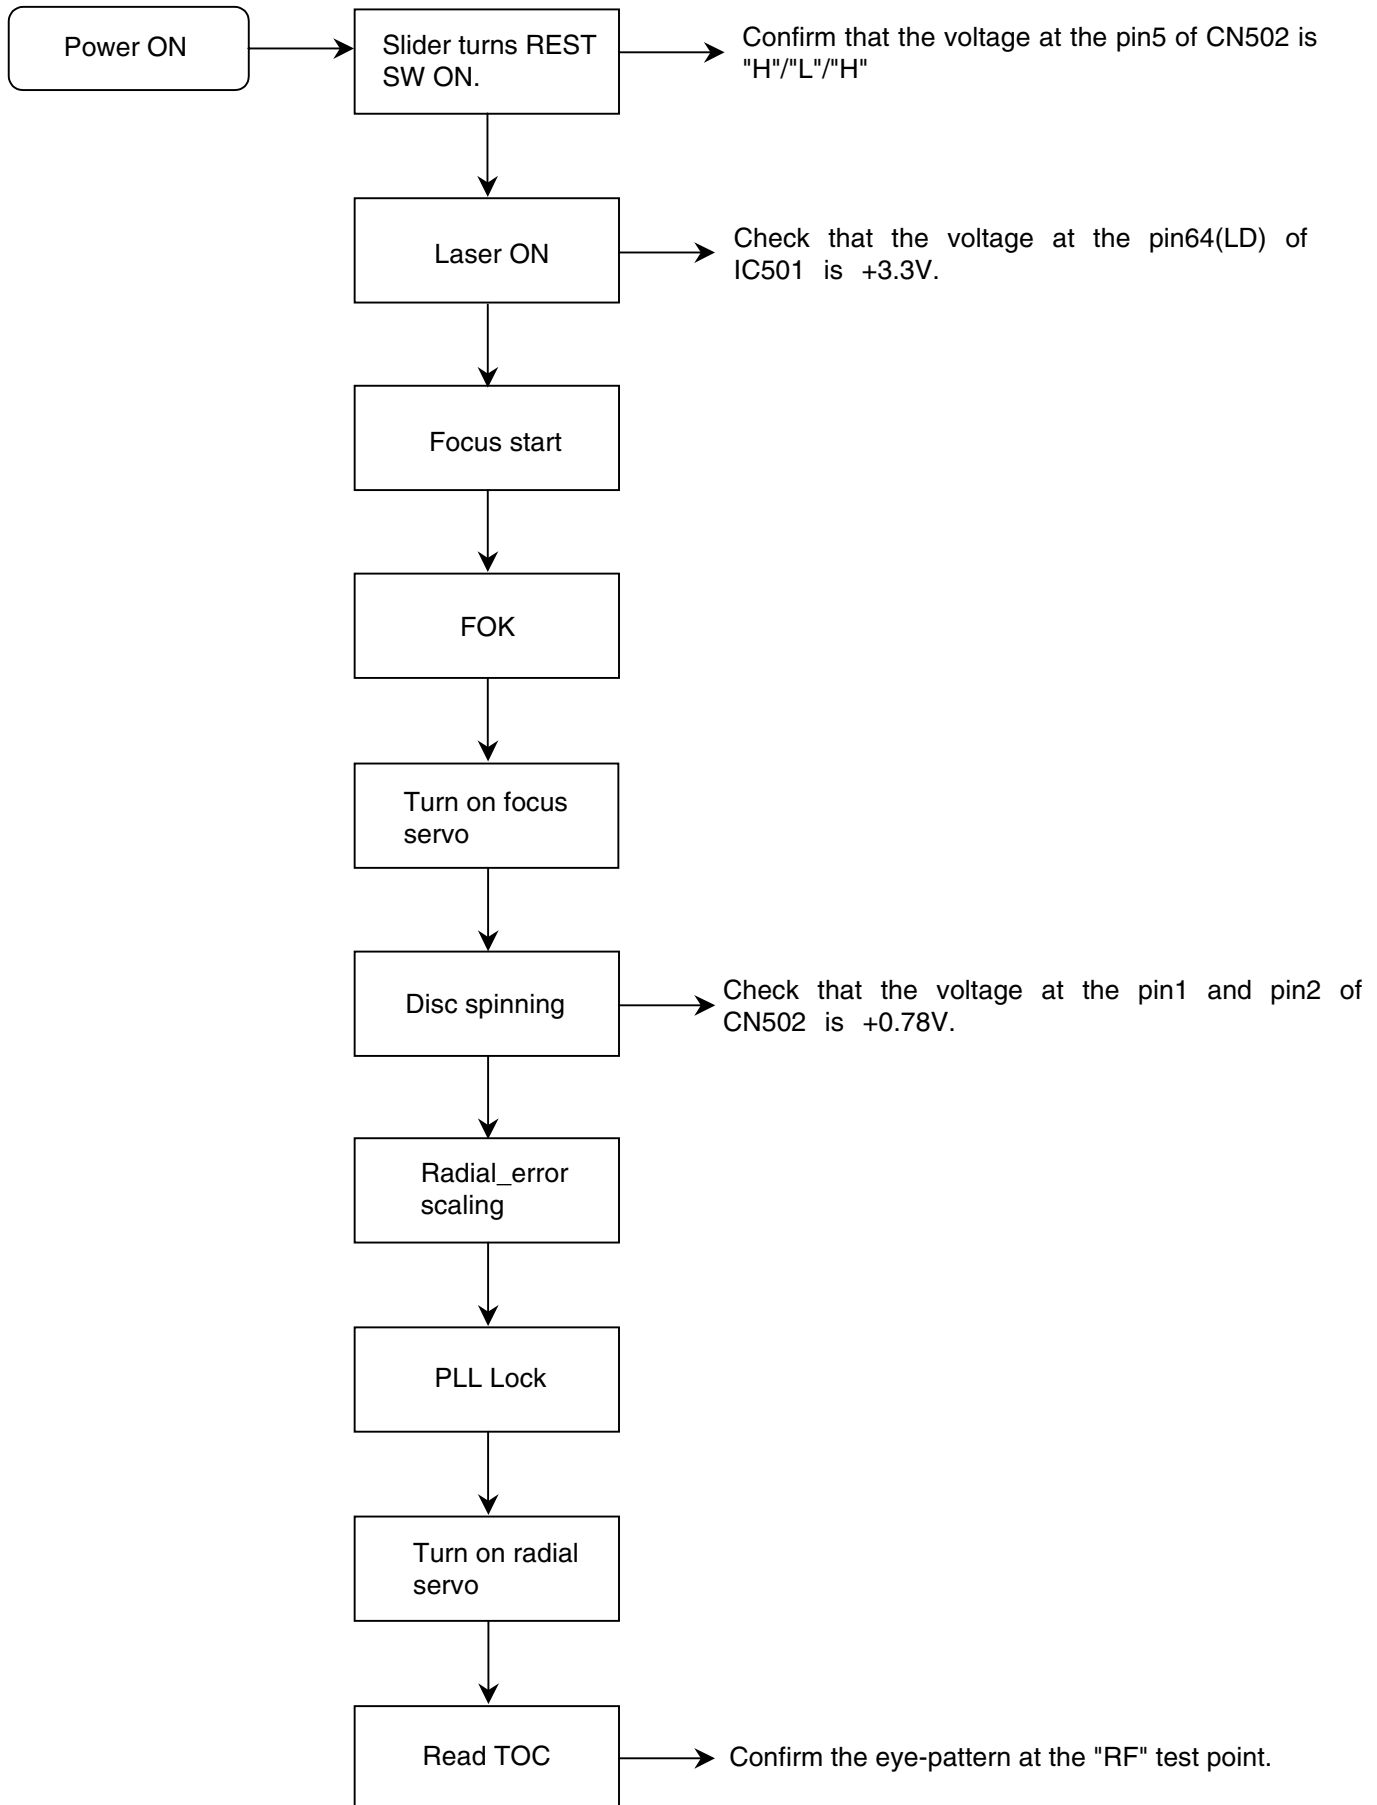 Power ON
Slider turns REST
SW ON.
Confirm that the voltage at the pin5 of CN502 is
"H"/"L"/"H"
Laser ON
Check that the voltage at the pin64(LD) of
IC501 is +3.3V.
Focus start
FOK
Turn on focus
servo
Disc spinning
Check that the voltage at the pin1 and pin2 of
CN502 is +0.78V.
Radial_error
scaling
PLL Lock
Turn on radial
servo
Read TOC
Confirm the eye-pattern at the "RF" test point.